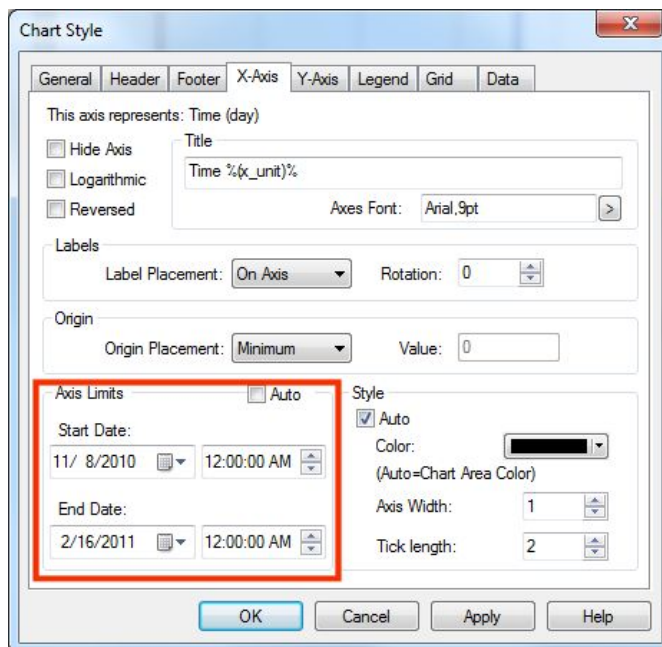 Chart Style
General Header Footer X-Axis Y-Axis Legend Grid Data
This axis represents: Time (day)
Hide Axis
Logarithmic
Reversed
Title
Time %(x_unit)%
Axes Font: Arial,9pt >
Labels
Label Placement: On Axis Rotation: 0
Origin
Origin Placement: Minimum Value: 0
Axis Limits Auto
Start Date:
11/ 8/2010 12:00:00 AM
End Date:
2/16/2011 12:00:00 AM
Style
Auto
Color:
(Auto=Chart Area Color)
Axis Width: 1
Tick length: 2
OK Cancel Apply Help